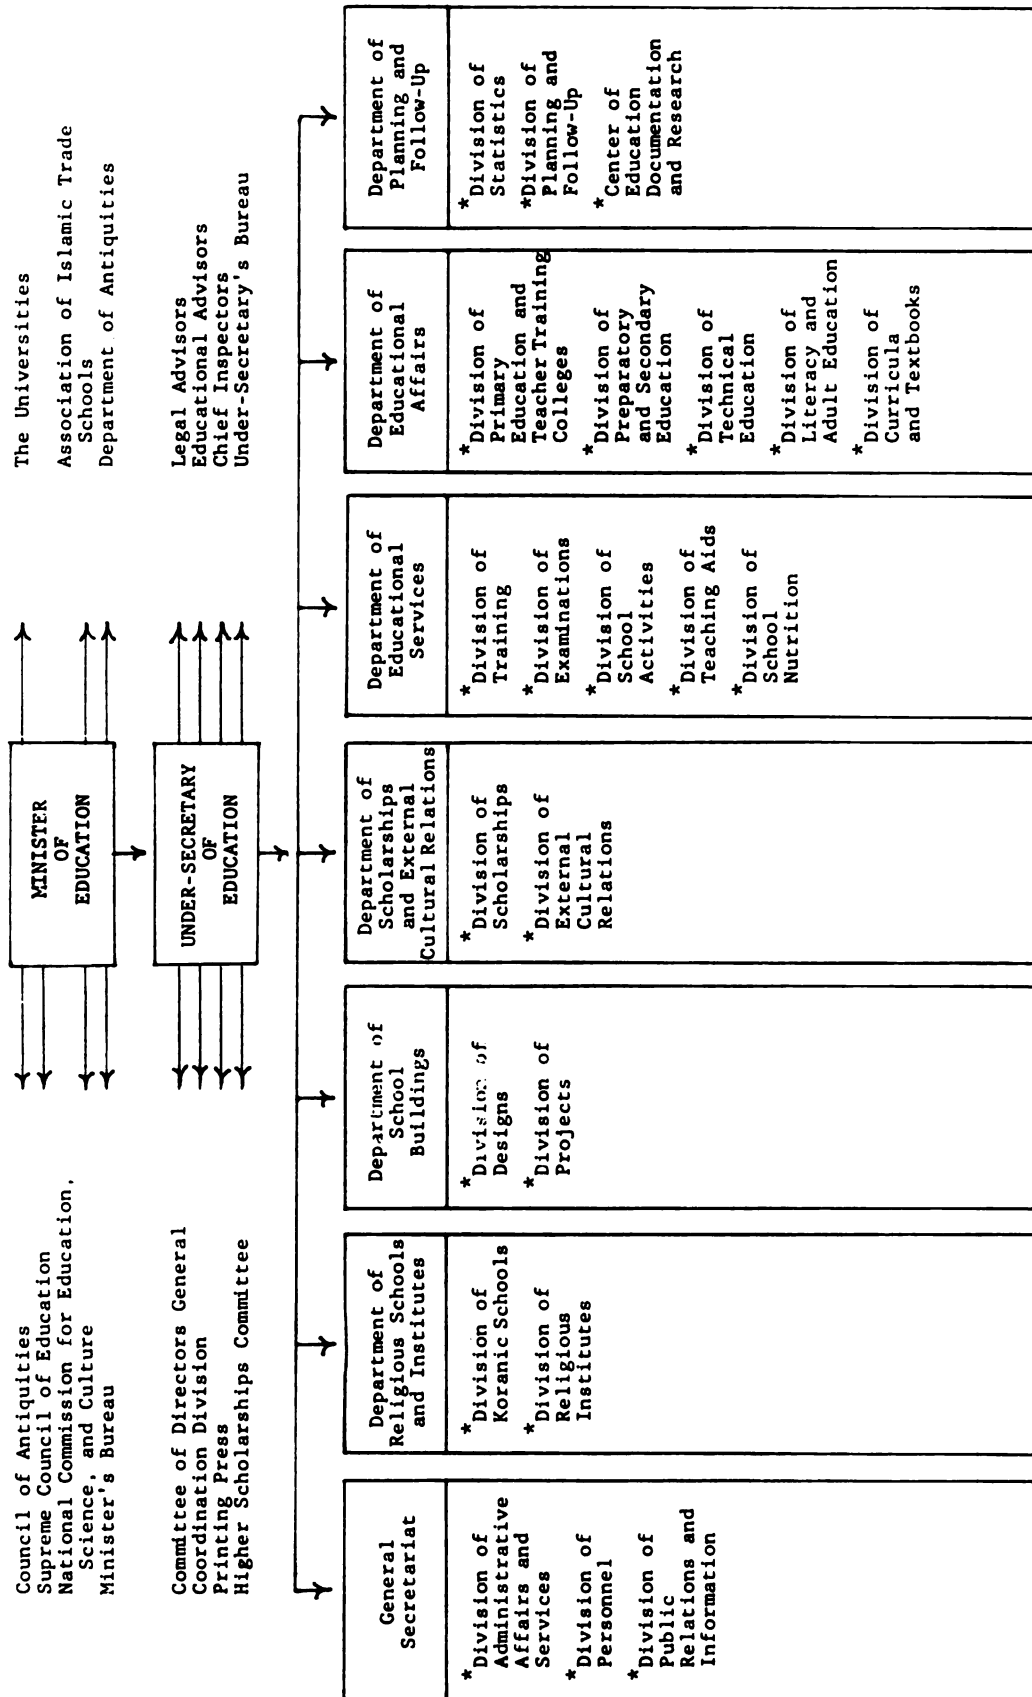 Council of Antiquities
Supreme Council of Education
National Commission for Education,
Science, and Culture
Minister's Bureau
MINISTER
OF
EDUCATION
The Universities
Association of Islamic Trade
Schools
Department of Antiquities
Committee of Directors General
Coordination Division
Printing Press
Higher Scholarships Committee
UNDER-SECRETARY
OF
EDUCATION
Legal Advisors
Educational Advisors
Chief Inspectors
Under-Secretary's Bureau
General
Secretariat
*Division of
Administrative
Affairs and
Services
*Division of
Personnel
*Division of
Public
Relations and
Information
Department of
Religious Schools
and Institutes
*Division of
Koranic Schools
*Division of
Religious
Institutes
Department of
School
Buildings
*Division of
Designs
*Division of
Projects
Department of
Scholarships
and External
Cultural Relations
*Division of
Scholarships
*Division of
External
Cultural
Relations
Department of
Educational
Services
*Division of
Training
*Division of
Examinations
*Division of
School
Activities
*Division of
Teaching Aids
*Division of
School
Nutrition
Department of
Educational
Affairs
*Division of
Primary
Education and
Teacher Training
Colleges
*Division of
Preparatory
and Secondary
Education
*Division of
Technical
Education
*Division of
Literacy and
Adult Education
*Division of
Curricula
and Textbooks
Department of
Planning and
Follow-Up
*Division of
Statistics
*Division of
Planning and
Follow-Up
*Center of
Education
Documentation
and Research